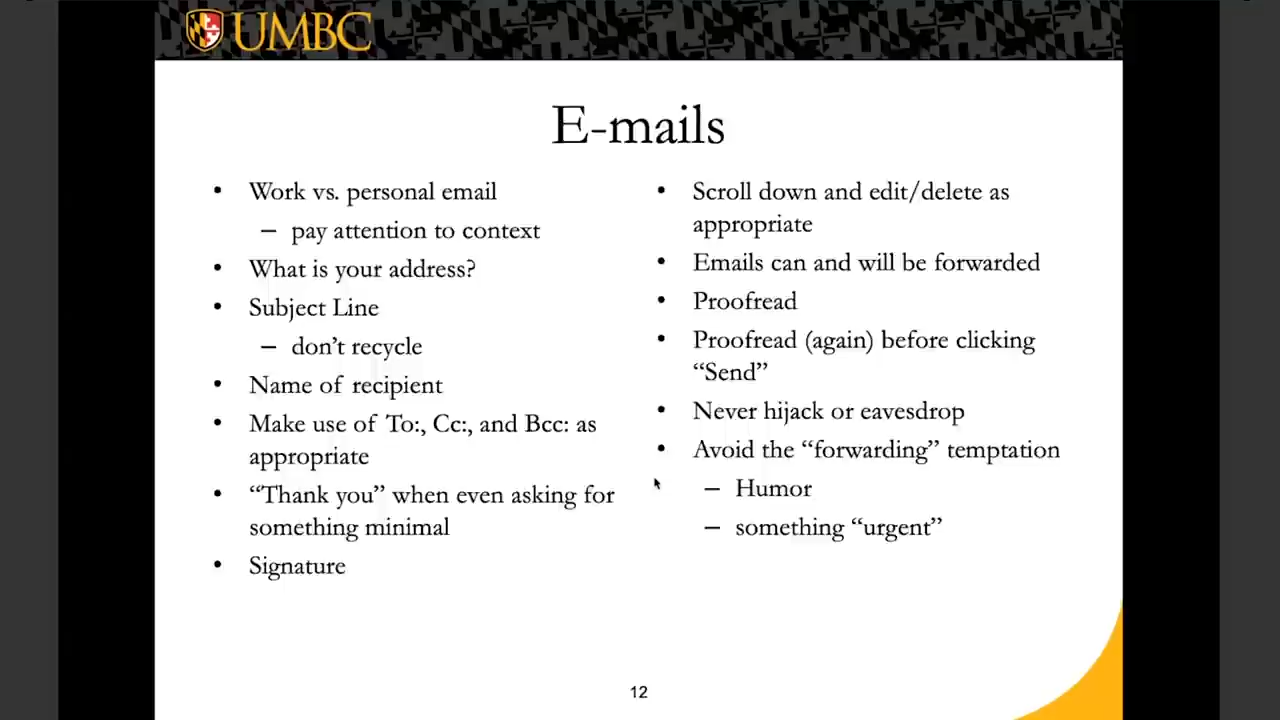 UMBC
E-mails
• Work vs. personal email
– pay attention to context
• What is your address?
• Subject Line
– don’t recycle
• Name of recipient
• Make use of To:, Cc:, and Bcc: as
appropriate
• “Thank you” when even asking for
something minimal
• Signature
• Scroll down and edit/delete as
appropriate
• Emails can and will be forwarded
• Proofread
• Proofread (again) before clicking
“Send”
• Never hijack or eavesdrop
• Avoid the “forwarding” temptation
– Humor
– something “urgent”
12